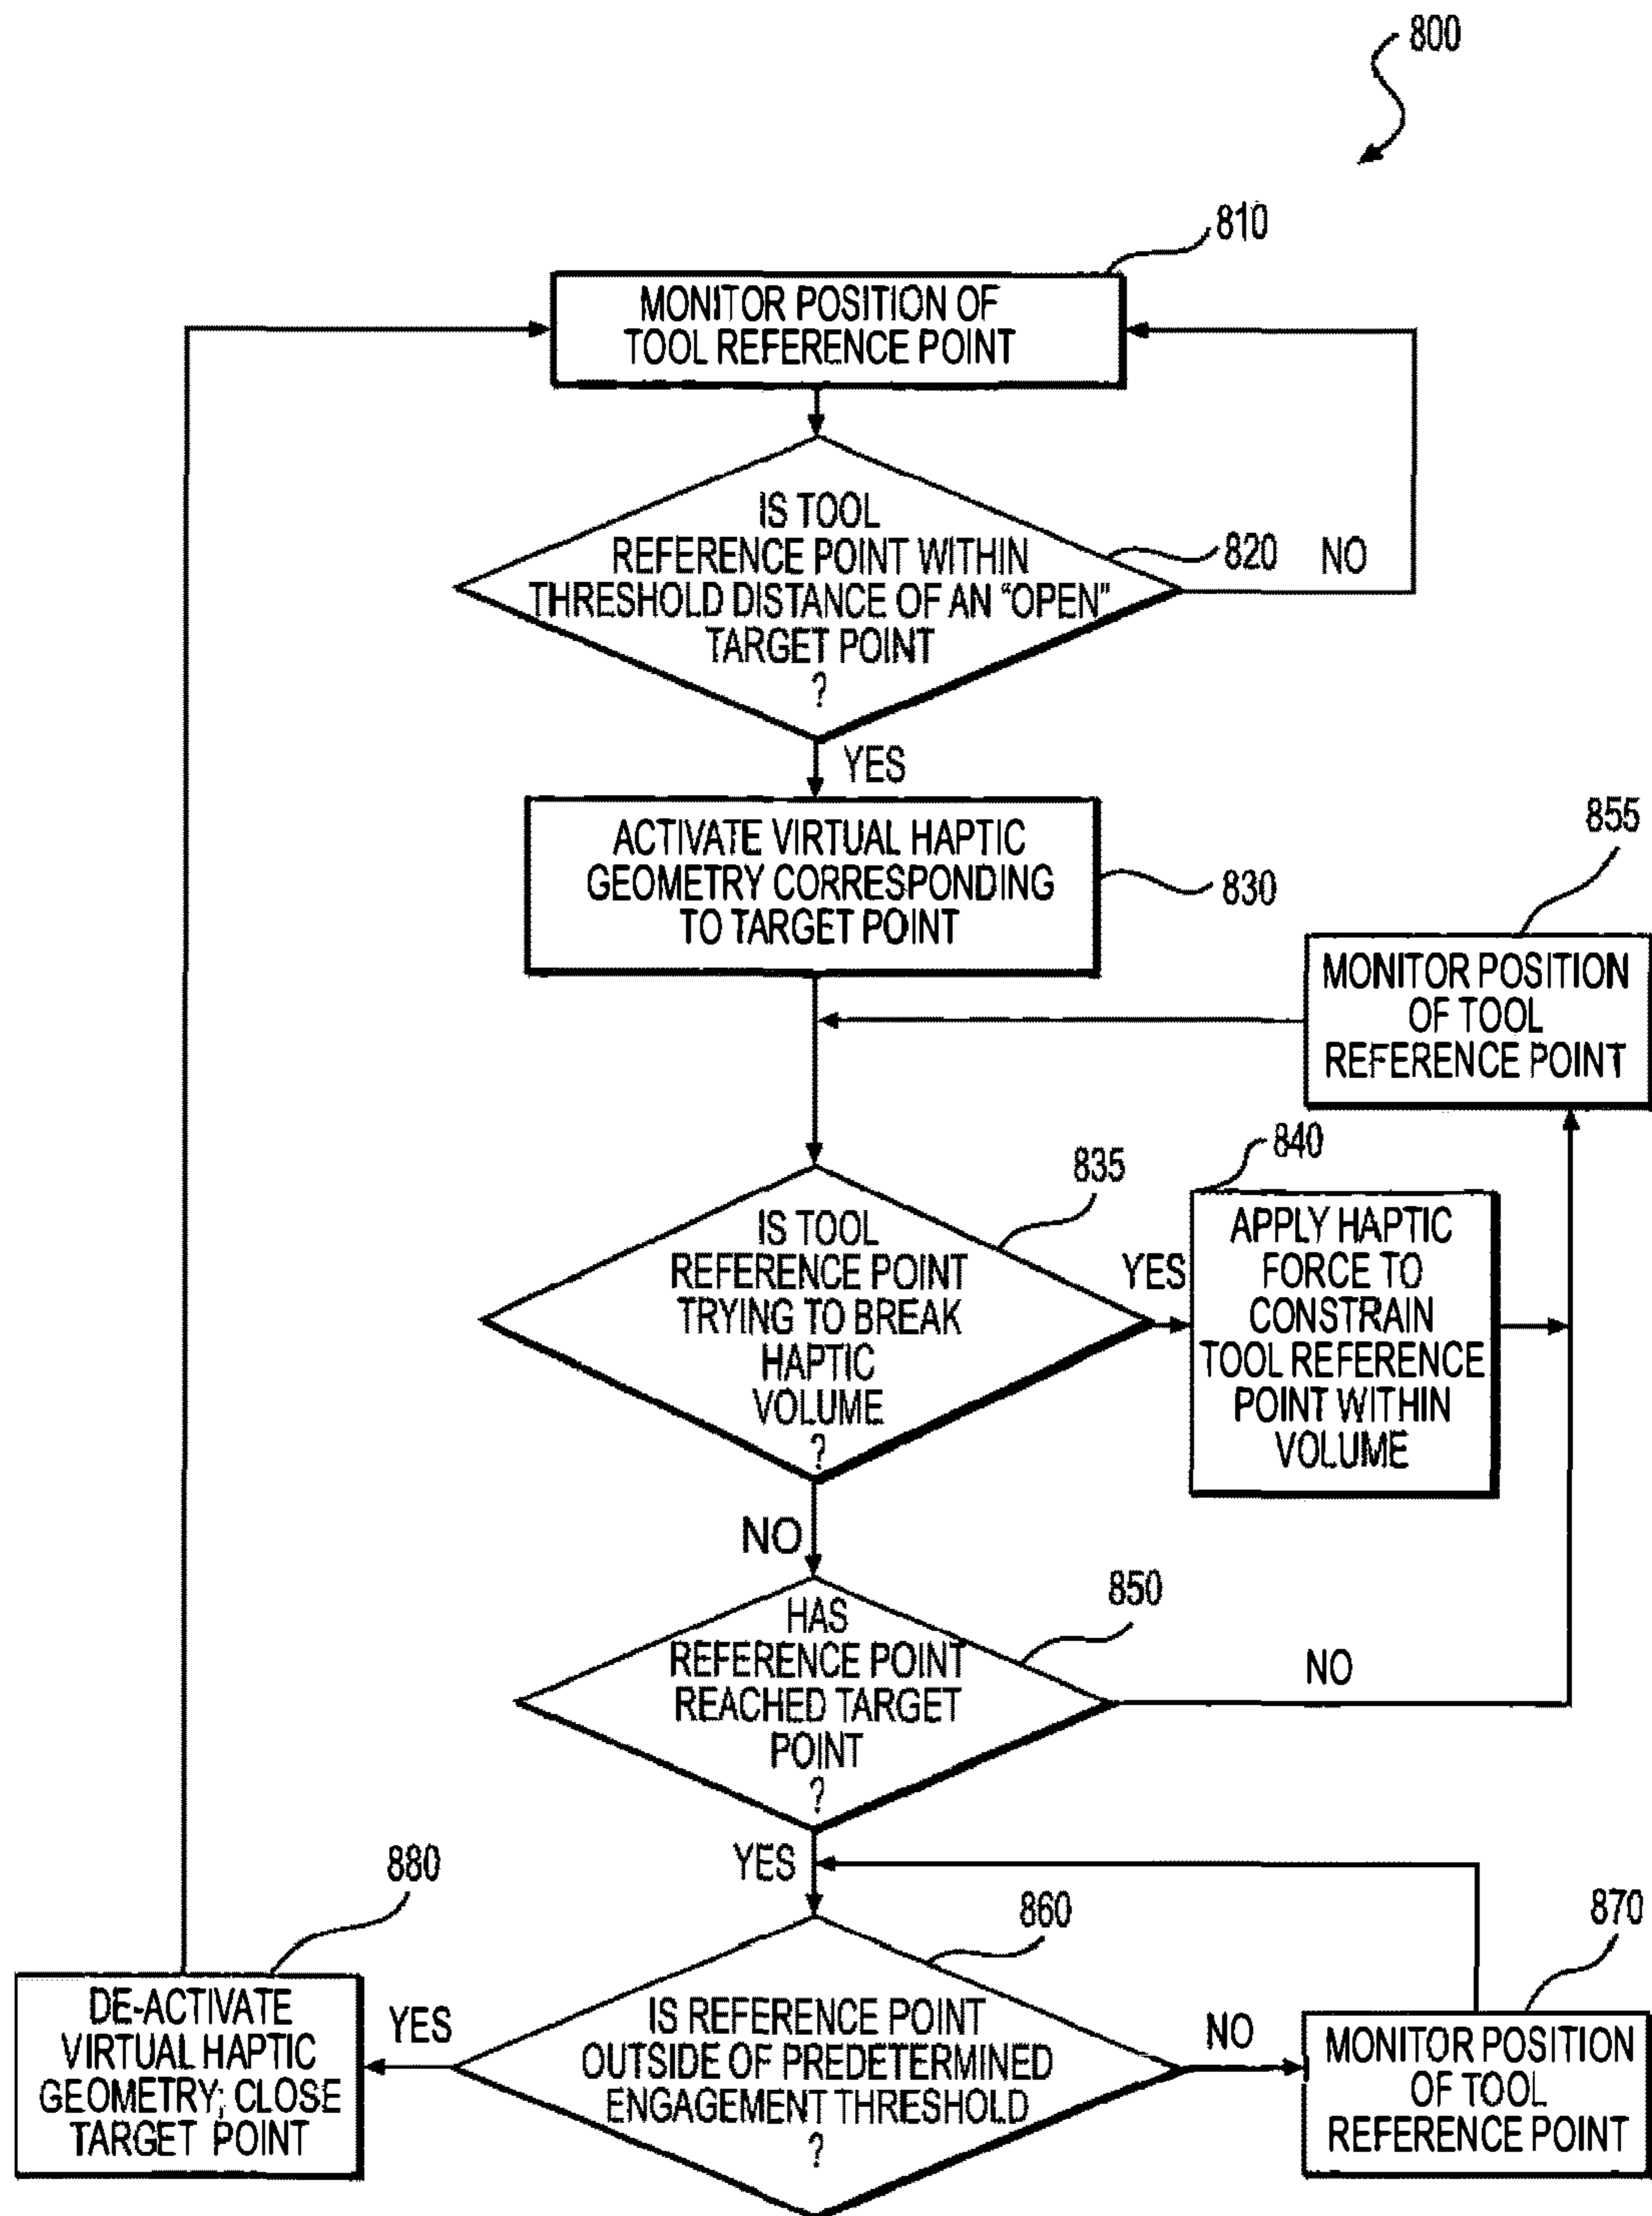 800
810
MONITOR POSITION OF
TOOL REFERENCE POINT
IS TOOL
REFERENCE POINT WITHIN
THRESHOLD DISTANCE OF AN “OPEN”
TARGET POINT
?
820
NO
YES
ACTIVATE VIRTUAL HAPTIC
GEOMETRY CORRESPONDING
TO TARGET POINT
830
855
MONITOR POSITION
OF TOOL
REFERENCE POINT
835
IS TOOL
REFERENCE POINT
TRYING TO BREAK
HAPTIC
VOLUME
?
YES
840
APPLY HAPTIC
FORCE TO
CONSTRAIN
TOOL REFERENCE
POINT WITHIN
VOLUME
NO
850
HAS
REFERENCE POINT
REACHED TARGET
POINT
?
NO
YES
860
IS REFERENCE POINT
OUTSIDE OF PREDETERMINED
ENGAGEMENT THRESHOLD
?
NO
870
MONITOR POSITION
OF TOOL
REFERENCE POINT
YES
880
DE-ACTIVATE
VIRTUAL HAPTIC
GEOMETRY; CLOSE
TARGET POINT